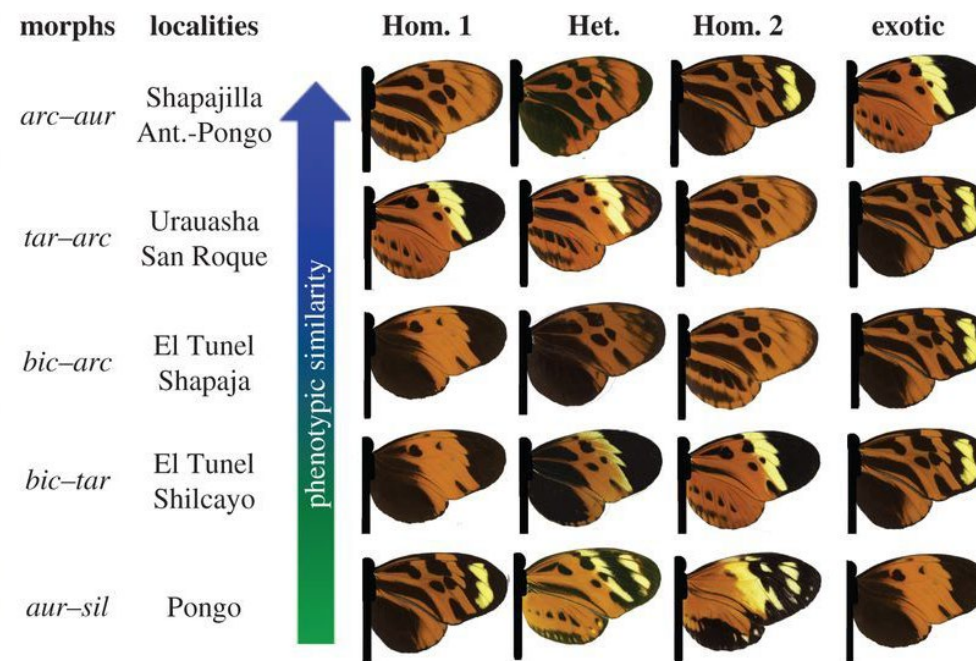 morphs localities Hom. 1 Het. Hom. 2 exotic
arc–aur
Shapajilla
Ant.-Pongo
tar–arc
Urauasha
San Roque
bic–arc
El Tunel
Shapaja
bic–tar
El Tunel
Shilcayo
aur–sil
Pongo
phenotypic similarity